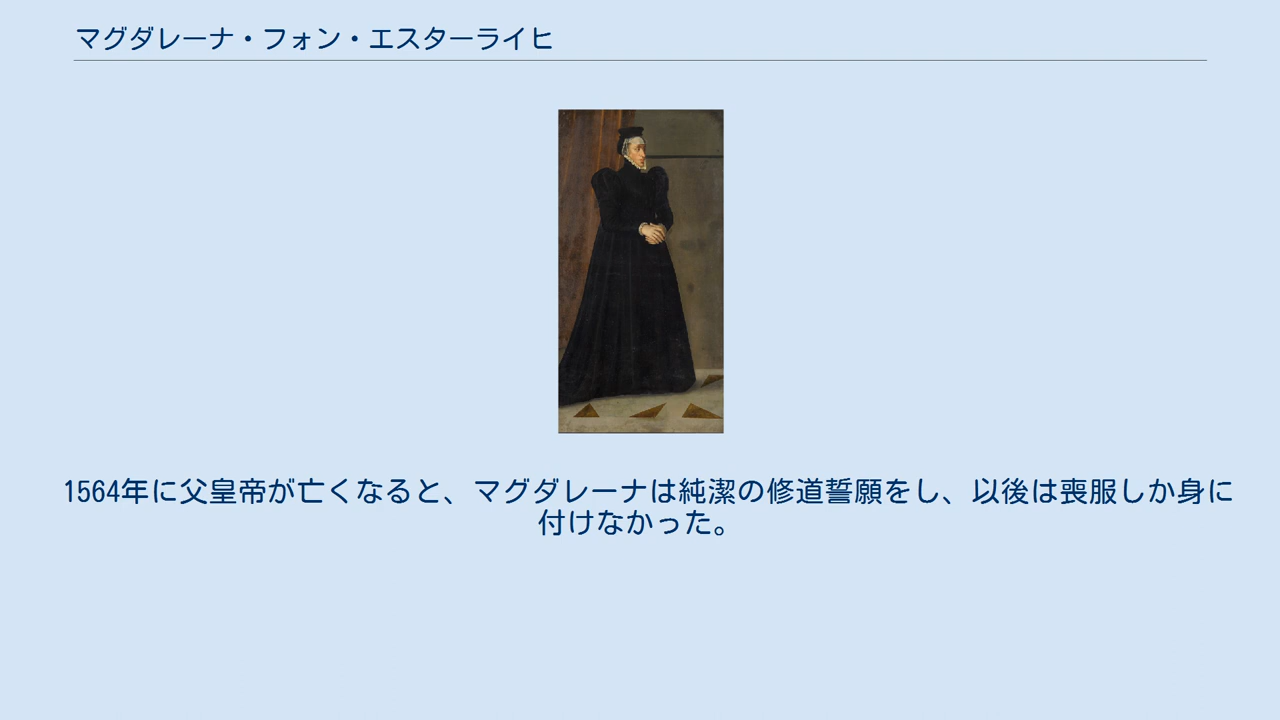 マグダレーナ・フォン・エスターライヒ
1564年に父皇帝が亡くなると、マグダレーナは純潔の修道誓願をし、以後は喪服しか身に
付けなかった。